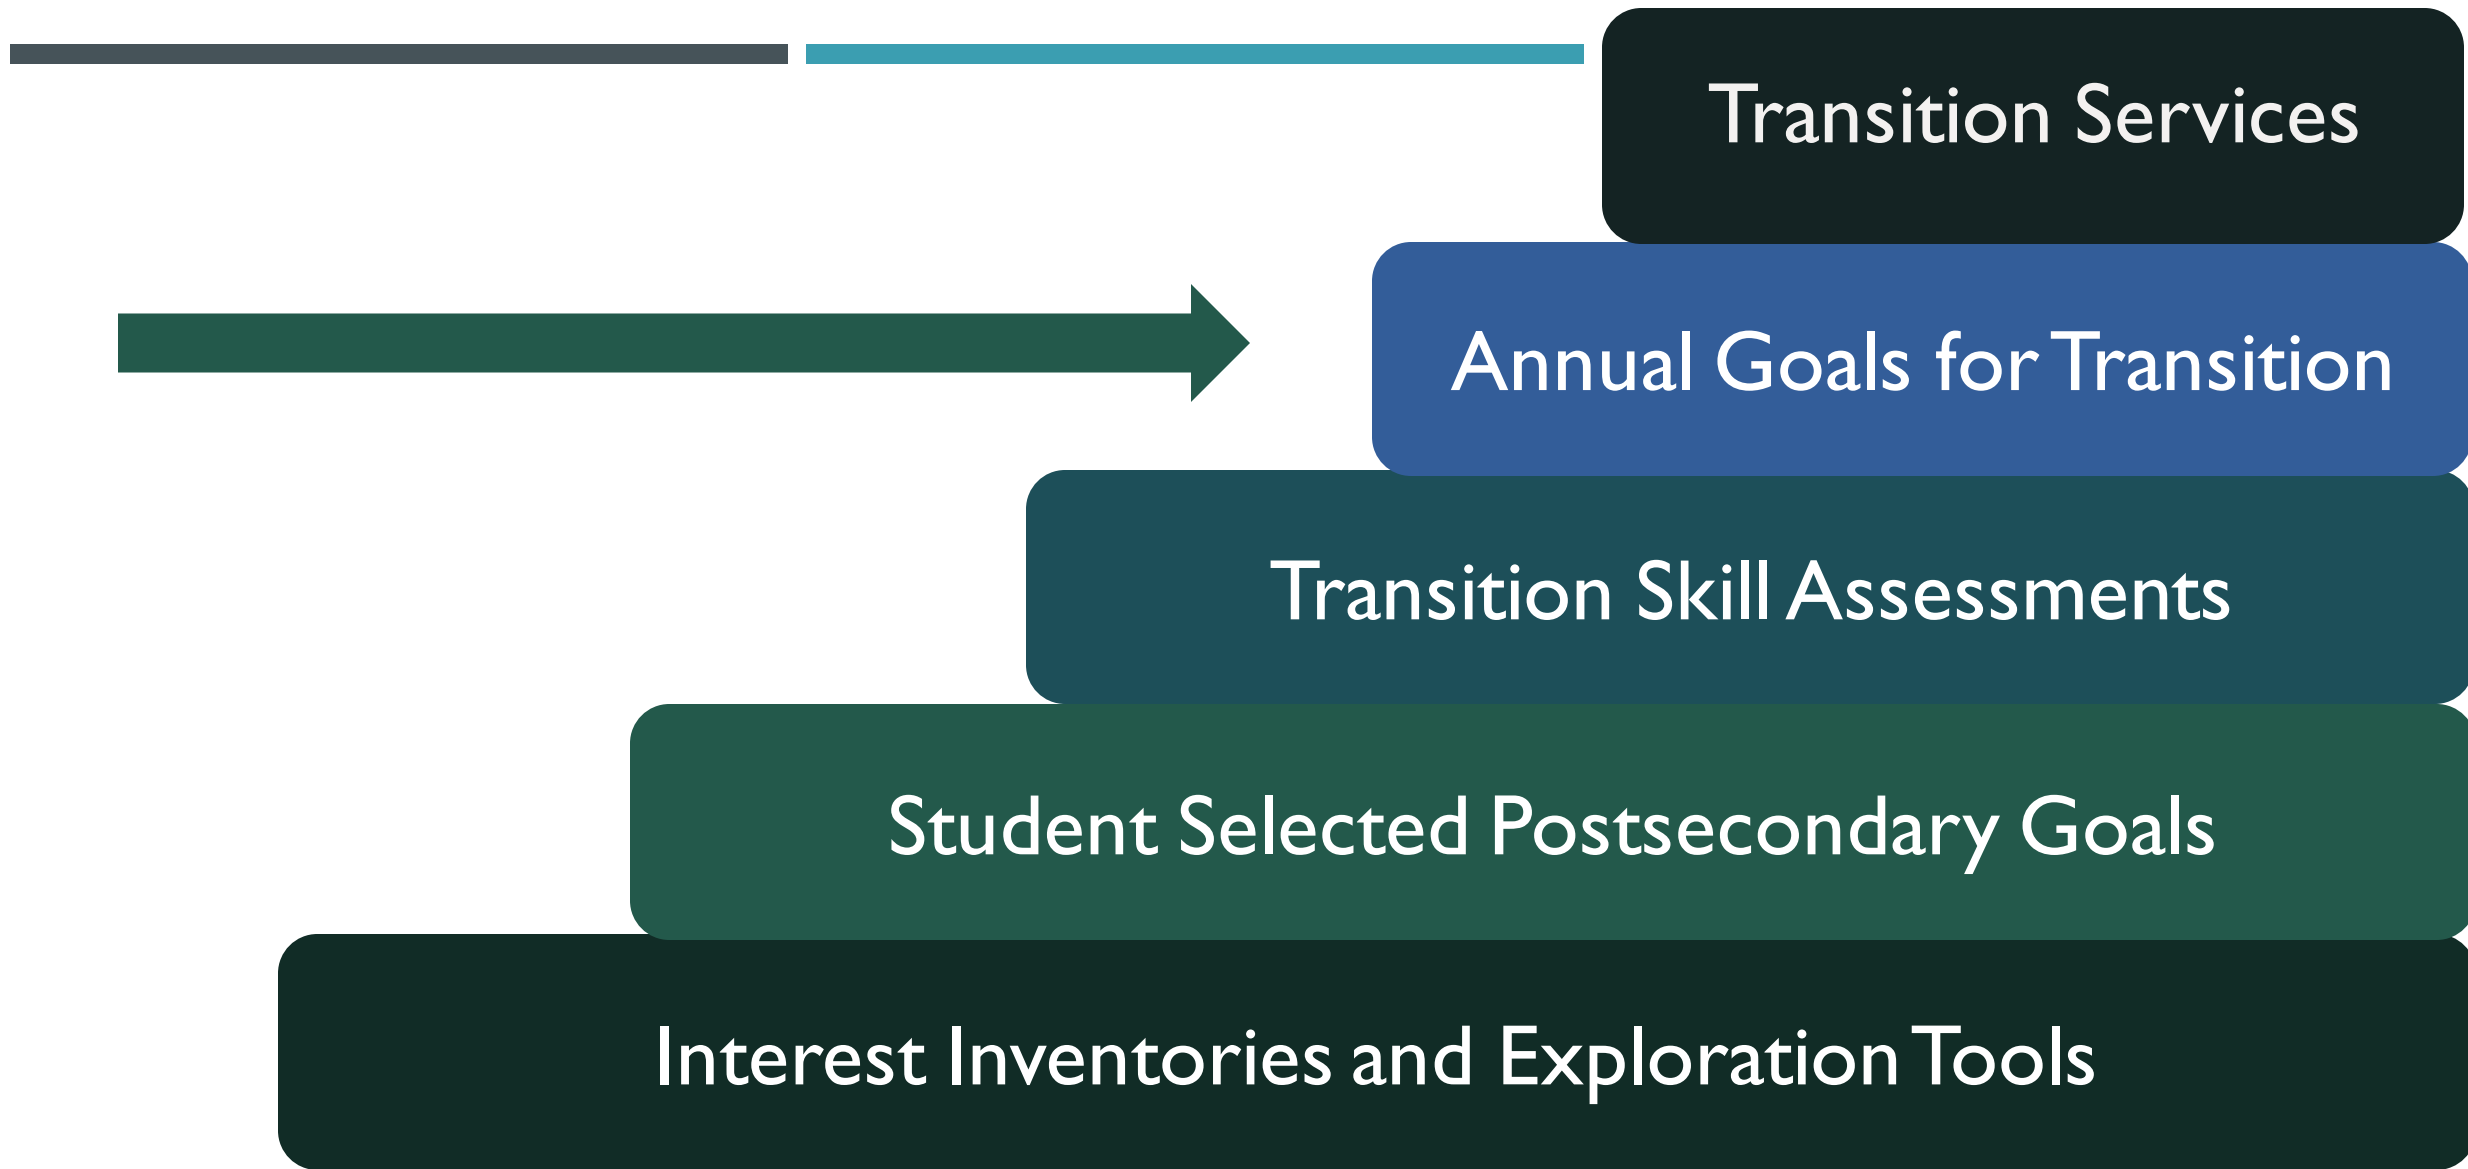 Transition Services
Annual Goals for Transition
Transition Skill Assessments
Student Selected Postsecondary Goals
Interest Inventories and Exploration Tools